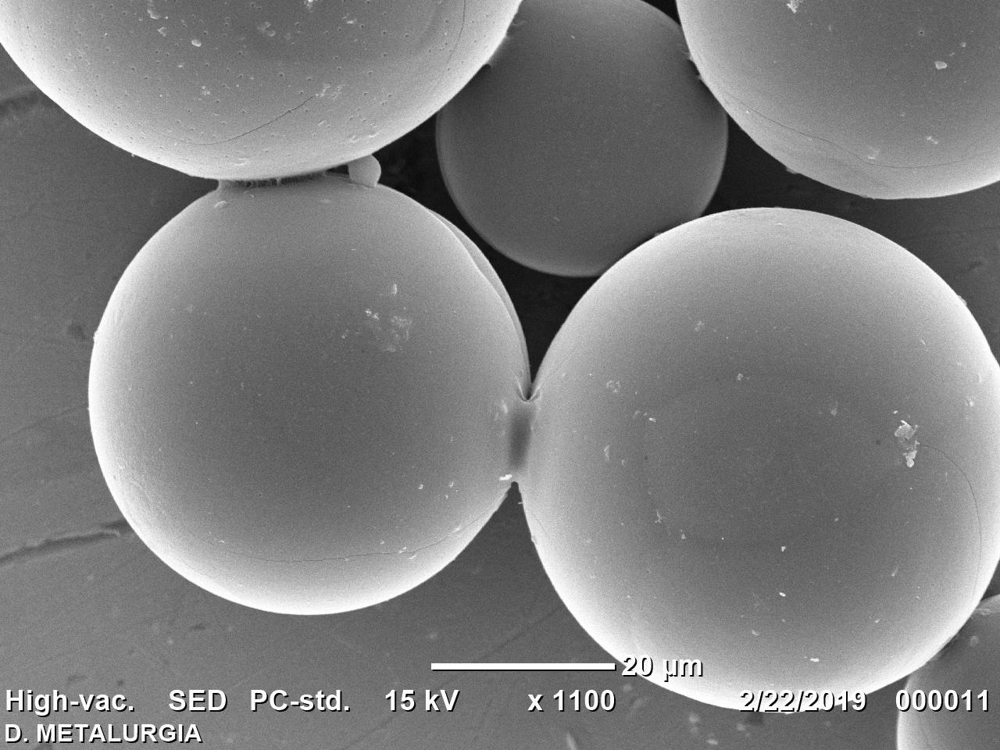 20 µm
High-vac. SED PC-std. 15 kV x 1100 2/22/2019 000011
D. METALURGIA